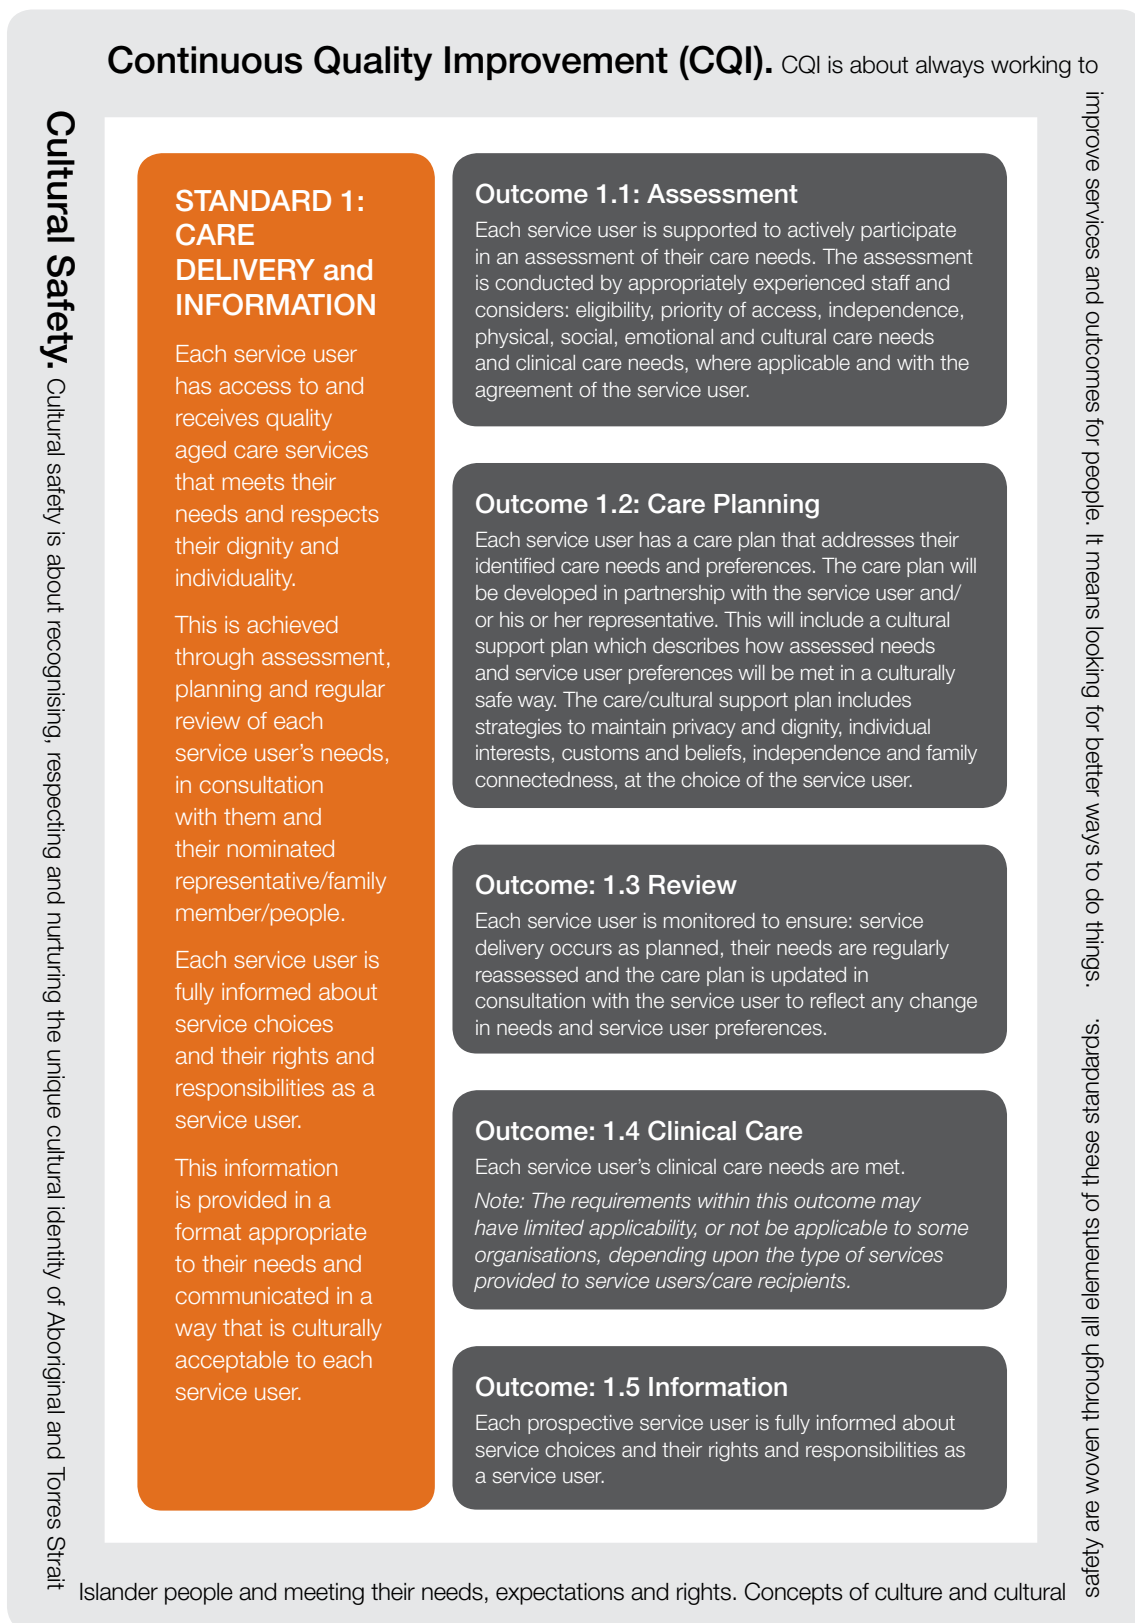 Continuous Quality Improvement (CQI). CQI is about always working to
improve services and outcomes for people. It means looking for better ways to do things.
Cultural Safety. Cultural safety is about recognising, respecting and nurturing the unique cultural identity of Aboriginal and Torres Strait
Islander people and meeting their needs, expectations and rights. Concepts of culture and cultural
safety are woven through all elements of these standards.
STANDARD 1:
CARE
DELIVERY and
INFORMATION
Each service user
has access to and
receives quality
aged care services
that meets their
needs and respects
their dignity and
individuality.
This is achieved
through assessment,
planning and regular
review of each
service user’s needs,
in consultation
with them and
their nominated
representative/family
member/people.
Each service user is
fully informed about
service choices
and their rights and
responsibilities as a
service user.
This information
is provided in a
format appropriate
to their needs and
communicated in a
way that is culturally
acceptable to each
service user.
Outcome 1.1: Assessment
Each service user is supported to actively participate
in an assessment of their care needs. The assessment
is conducted by appropriately experienced staff and
considers: eligibility, priority of access, independence,
physical, social, emotional and cultural care needs
and clinical care needs, where applicable and with the
agreement of the service user.
Outcome 1.2: Care Planning
Each service user has a care plan that addresses their
identified care needs and preferences. The care plan will
be developed in partnership with the service user and/
or his or her representative. This will include a cultural
support plan which describes how assessed needs
and service user preferences will be met in a culturally
safe way. The care/cultural support plan includes
strategies to maintain privacy and dignity, individual
interests, customs and beliefs, independence and family
connectedness, at the choice of the service user.
Outcome: 1.3 Review
Each service user is monitored to ensure: service
delivery occurs as planned, their needs are regularly
reassessed and the care plan is updated in
consultation with the service user to reflect any change
in needs and service user preferences.
Outcome: 1.4 Clinical Care
Each service user’s clinical care needs are met.
Note: The requirements within this outcome may
have limited applicability, or not be applicable to some
organisations, depending upon the type of services
provided to service users/care recipients.
Outcome: 1.5 Information
Each prospective service user is fully informed about
service choices and their rights and responsibilities as
a service user.